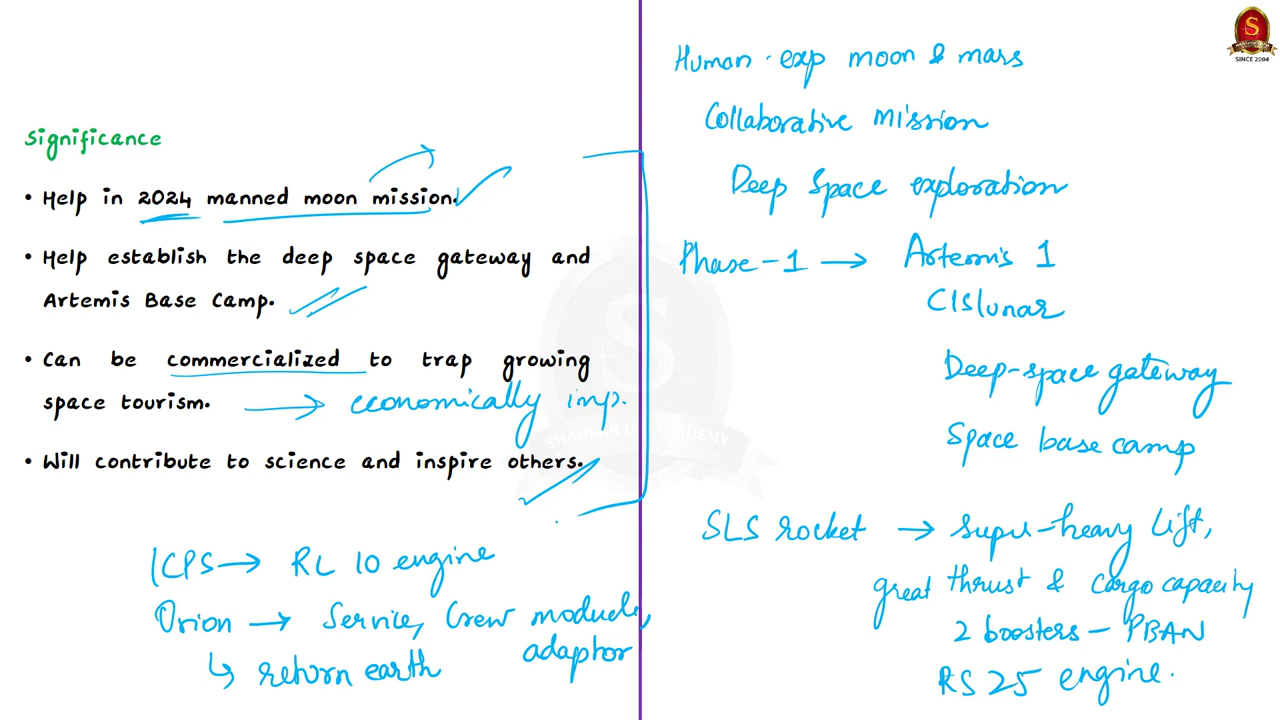 Significance
• Help in 2024 manned moon mission.
• Help establish the deep space gateway and
Artemis Base Camp.
• Can be commercialized to trap growing
space tourism. → economically imp.
• Will contribute to science and inspire others.
ICPS → RL 10 engine
Orion → Service, Crew module,
adaptor
↳ return earth
Human exp moon & mars
Collaborative mission
Deep Space exploration
Phase-1 → Artemis 1
Cislunar
Deep-space gateway
Space base camp
SLS rocket → super-heavy lift,
great thrust & cargo capacity
2 boosters - PBAN
RS 25 engine.
S
SINCE 2004